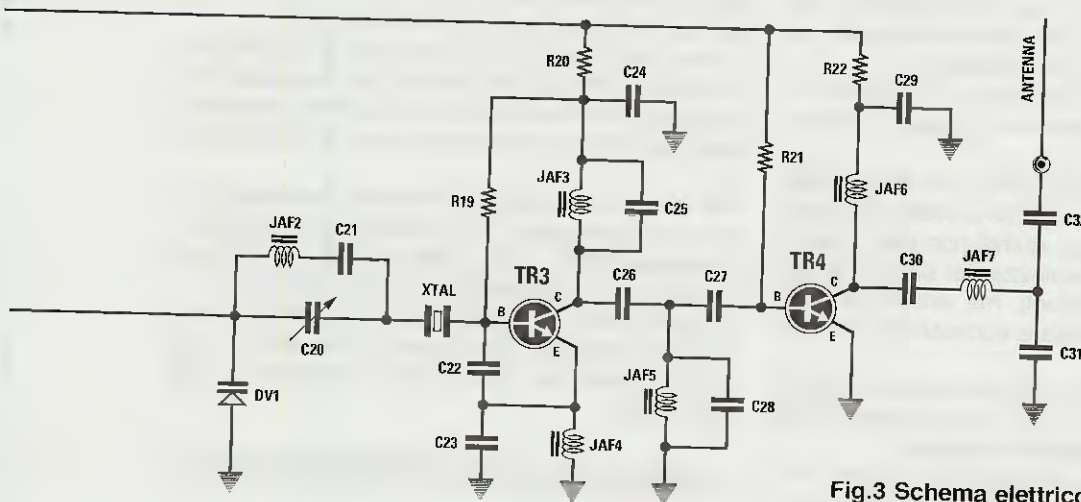 R20
C24
R22
C29
ANTENNA
R21
JAF3
C25
JAF6
R19
JAF2
C21
C32
C30
JAF7
TR4
XTAL
TR3
C26
C27
B
C
E
B
C
E
C20
C22
C31
JAF5
C28
DV1
C23
JAF4
Fig.3 Schema elettrico